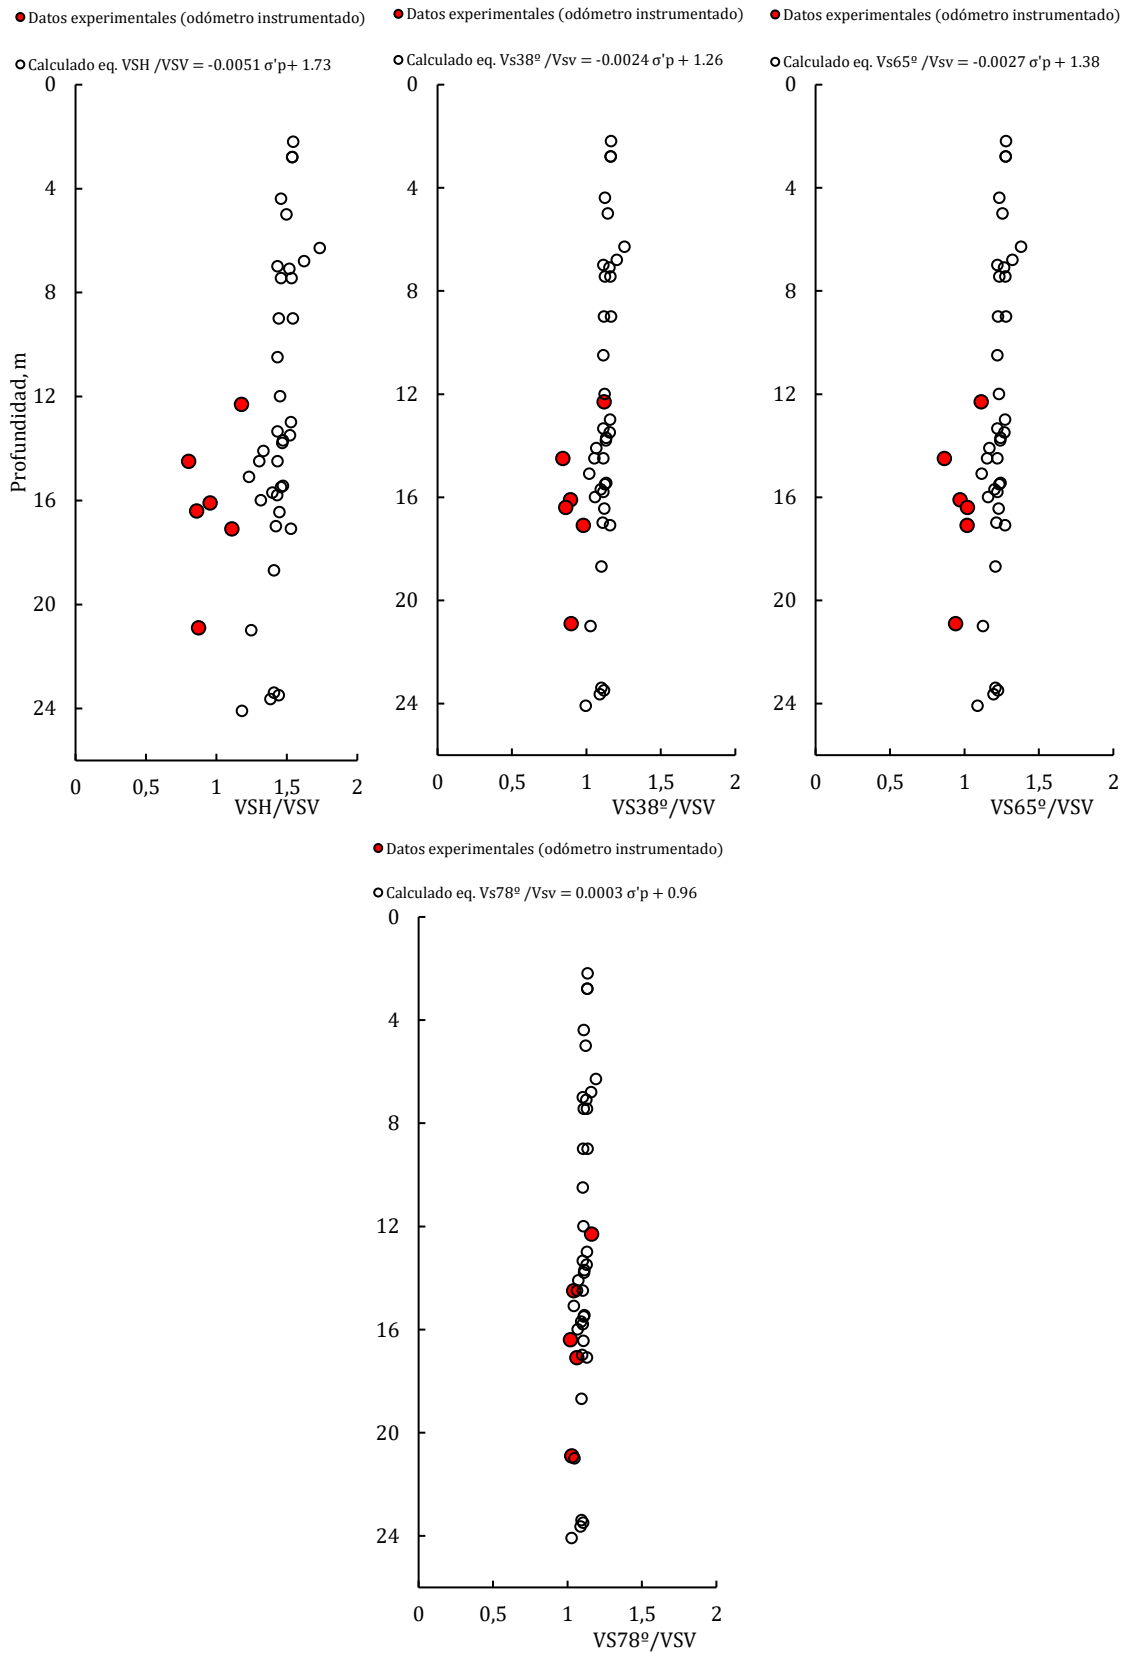 Datos experimentales (odómetro instrumentado)
Calculado eq. VSH /VSV = -0.0051 σ'p+ 1.73
0
4
8
12
16
20
24
Profundidad, m
0 0,5 1 1,5 2
VSH/VSV
Datos experimentales (odómetro instrumentado)
Calculado eq. Vs38º /Vsv = -0.0024 σ'p + 1.26
0
4
8
12
16
20
24
0 0,5 1 1,5 2
VS38º/VSV
Datos experimentales (odómetro instrumentado)
Calculado eq. Vs65º /Vsv = -0.0027 σ'p + 1.38
0
4
8
12
16
20
24
0 0,5 1 1,5 2
VS65º/VSV
Datos experimentales (odómetro instrumentado)
Calculado eq. Vs78º /Vsv = 0.0003 σ'p + 0.96
0
4
8
12
16
20
24
0 0,5 1 1,5 2
VS78º/VSV